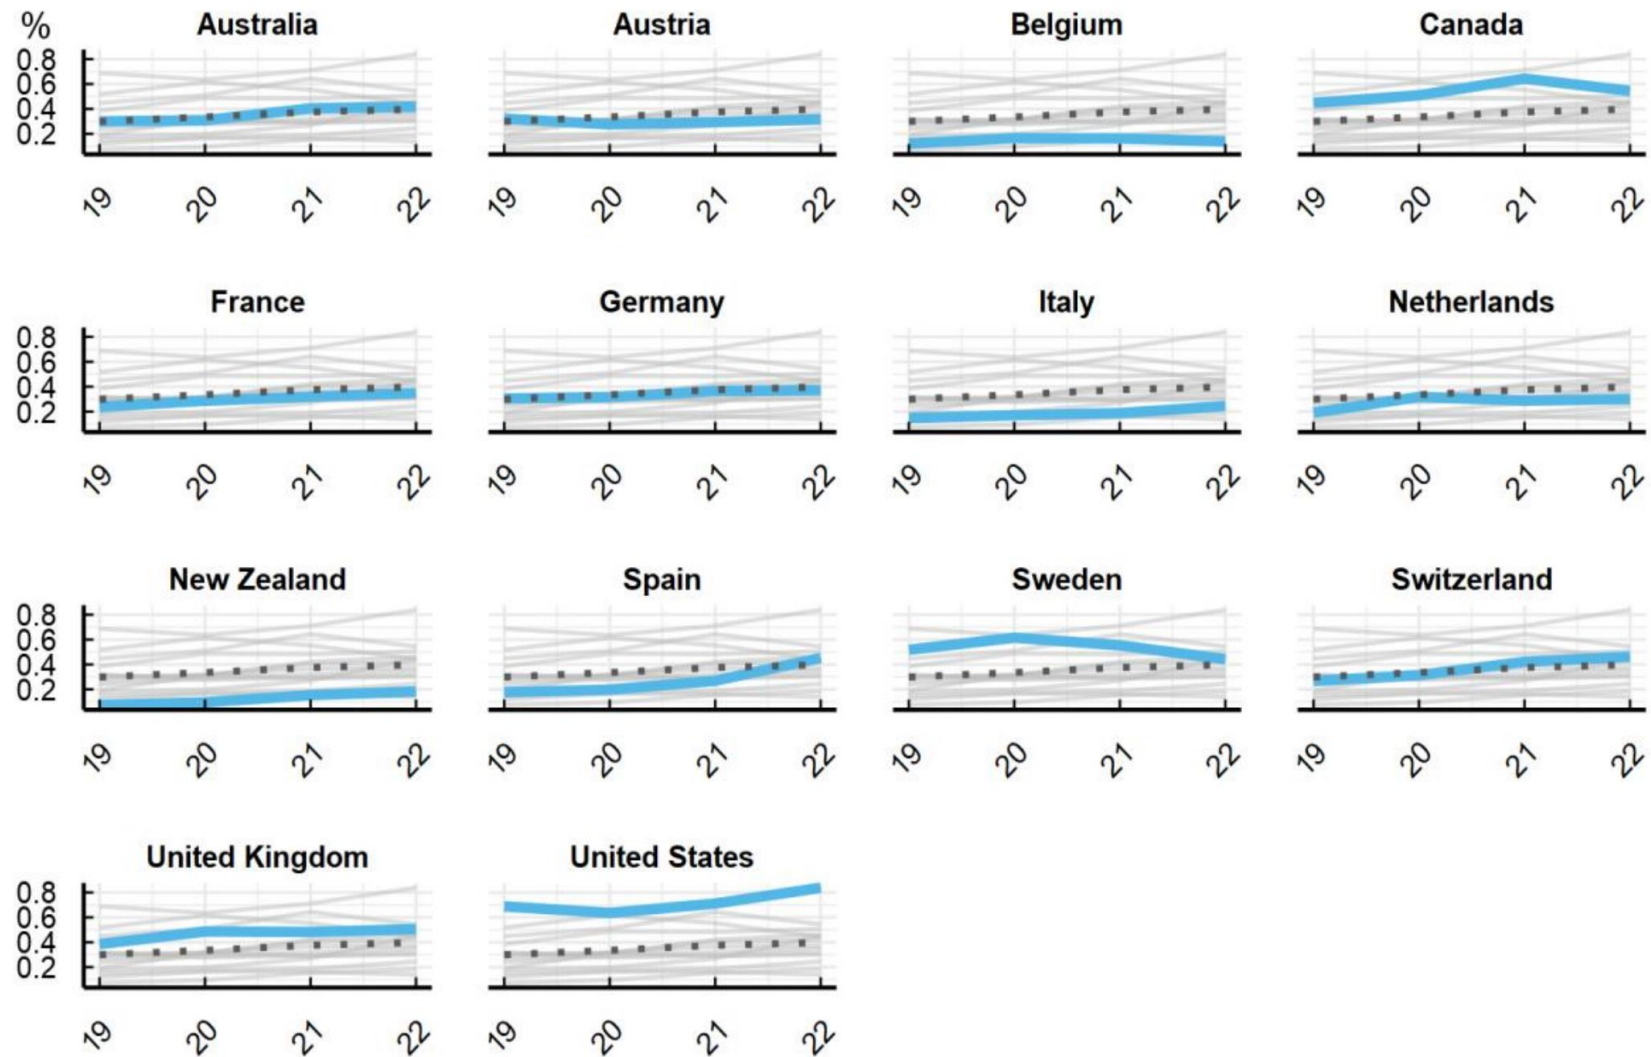 %
Australia
Austria
Belgium
Canada
0.8
0.6
0.4
0.2
19 20 21 22
19 20 21 22
19 20 21 22
19 20 21 22
France
Germany
Italy
Netherlands
0.8
0.6
0.4
0.2
19 20 21 22
19 20 21 22
19 20 21 22
19 20 21 22
New Zealand
Spain
Sweden
Switzerland
0.8
0.6
0.4
0.2
19 20 21 22
19 20 21 22
19 20 21 22
19 20 21 22
United Kingdom
United States
0.8
0.6
0.4
0.2
19 20 21 22
19 20 21 22